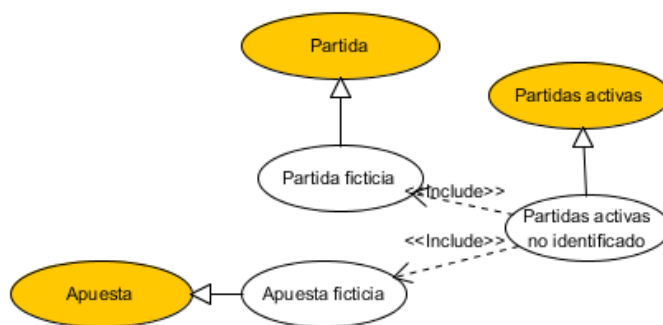 Partida
Partidas activas
Partida ficticia
<<Include>>
Partidas activas
no identificado
<<Include>>
Apuesta
Apuesta ficticia